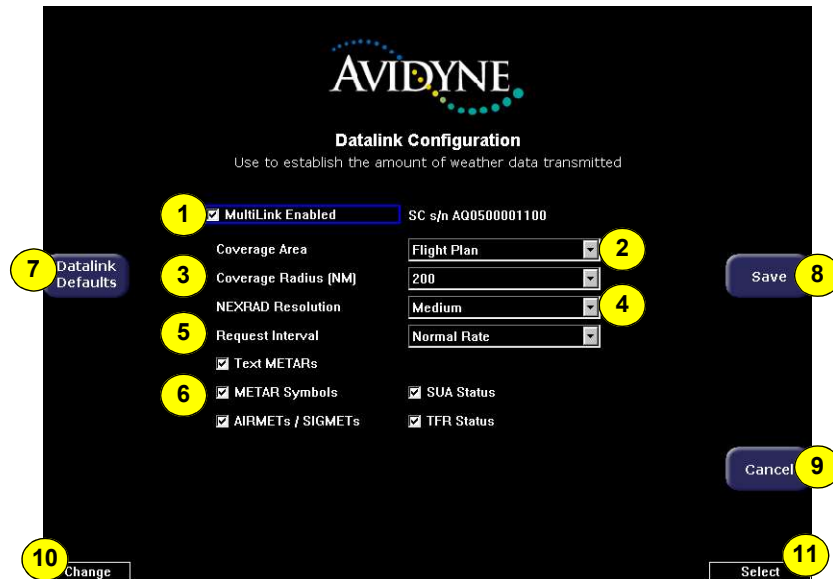 AVIDYNE
Datalink Configuration
Use to establish the amount of weather data transmitted
1 MultiLink Enabled SC s/n AQ0500001100
Coverage Area Flight Plan 2
7 Datalink Defaults
3 Coverage Radius (NM) 200
Save 8
NEXRAD Resolution Medium 4
5 Request Interval Normal Rate
Text METARs
6 METAR Symbols SUA Status
AIRMETs / SIGMETs TFR Status
Cancel 9
10 Change
11 Select